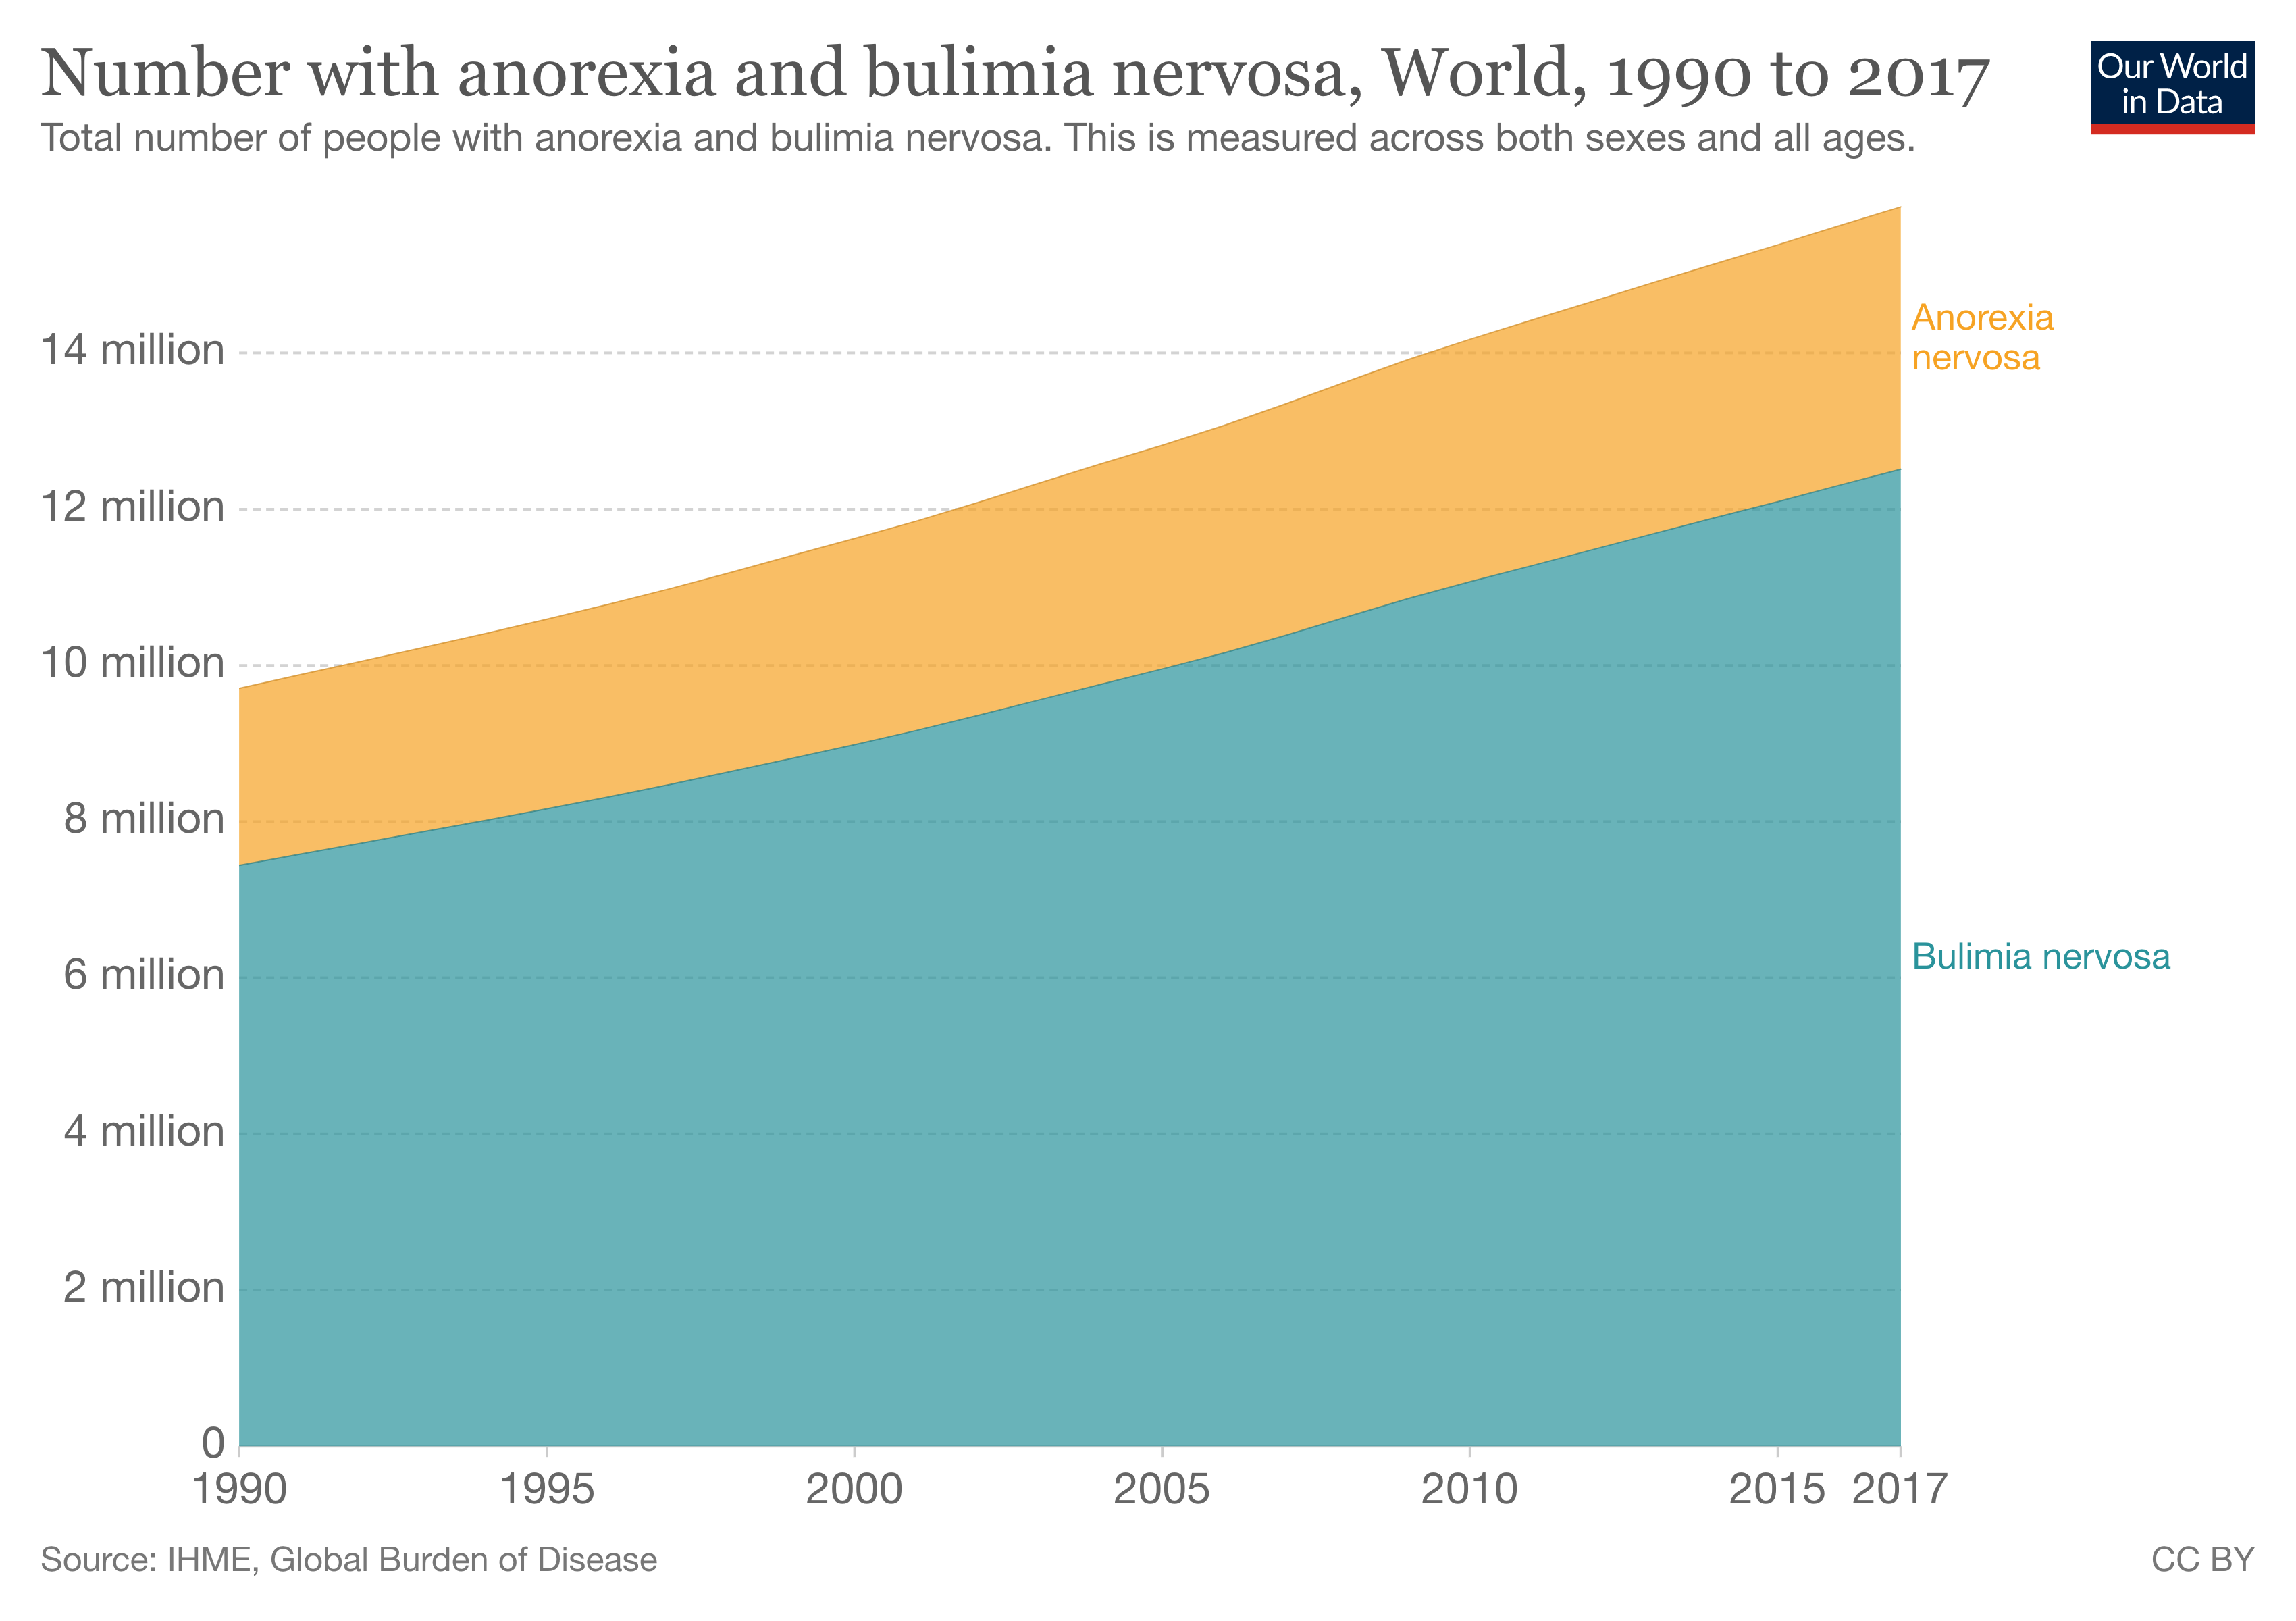 Number with anorexia and bulimia nervosa, World, 1990 to 2017
Our World
in Data
Total number of people with anorexia and bulimia nervosa. This is measured across both sexes and all ages.
14 million
12 million
10 million
8 million
6 million
4 million
2 million
0
Anorexia
nervosa
Bulimia nervosa
1990 1995 2000 2005 2010 2015 2017
Source: IHME, Global Burden of Disease
CC BY